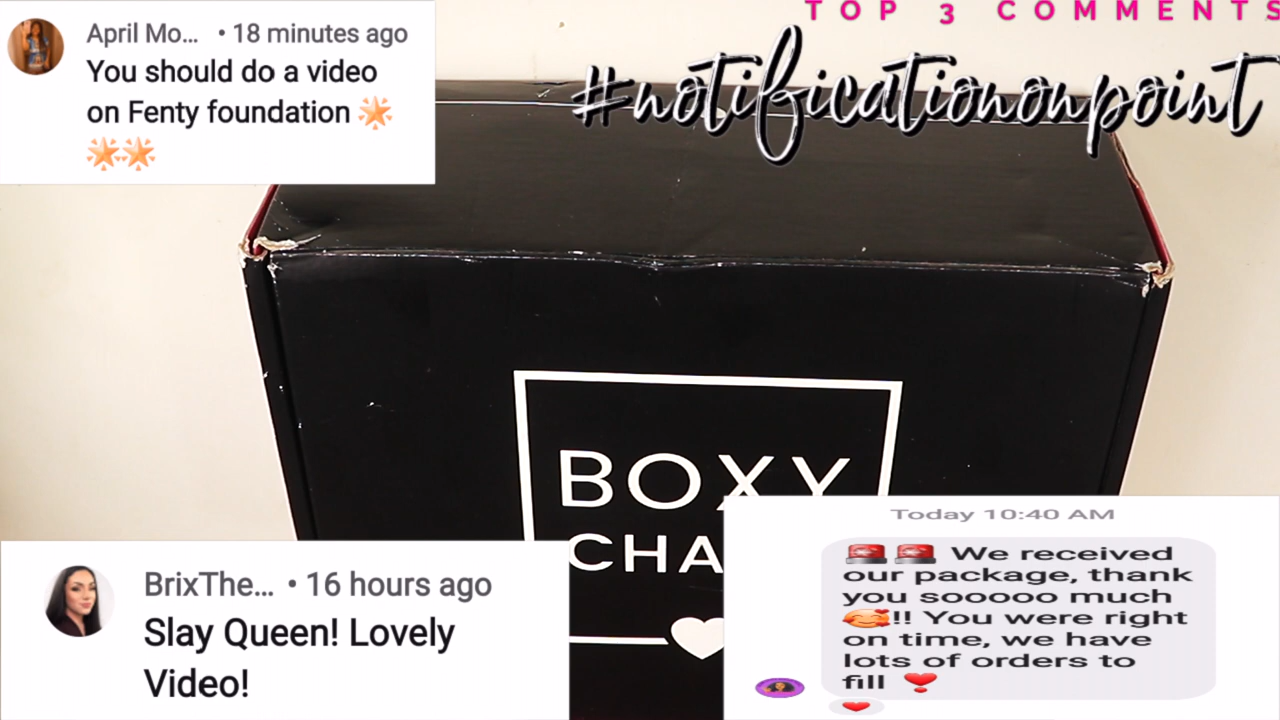 TOP 3 COMMENTS
#notificationonpoint
April Mo... • 18 minutes ago
You should do a video
on Fenty foundation 🌟
🌟🌟
BOXY
CHA
BrixThe... • 16 hours ago
Slay Queen! Lovely
Video!
Today 10:40 AM
🚨🚨 We received
our package, thank
you sooooo much
🥰!! You were right
on time, we have
lots of orders to
fill ❣️